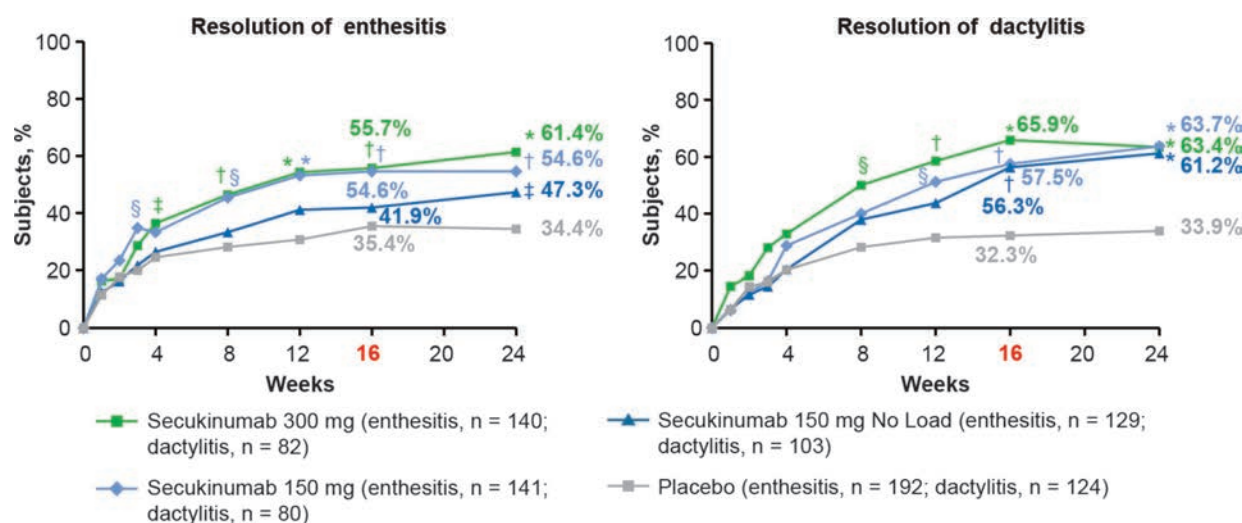 Resolution of enthesitis
100
80
60
40
20
0
Subjects, %
§
‡
†
§
*
*
55.7%
†
†
54.6%
41.9%
35.4%
* 61.4%
† 54.6%
‡ 47.3%
34.4%
0 4 8 12 16 20 24
Weeks
Resolution of dactylitis
100
80
60
40
20
0
Subjects, %
§
†
§
* 65.9%
†
57.5%
†
56.3%
32.3%
* 63.7%
* 63.4%
* 61.2%
33.9%
0 4 8 12 16 20 24
Weeks
Secukinumab 300 mg (enthesitis, n = 140;
dactylitis, n = 82)
Secukinumab 150 mg (enthesitis, n = 141;
dactylitis, n = 80)
Secukinumab 150 mg No Load (enthesitis, n = 129;
dactylitis, n = 103)
Placebo (enthesitis, n = 192; dactylitis, n = 124)